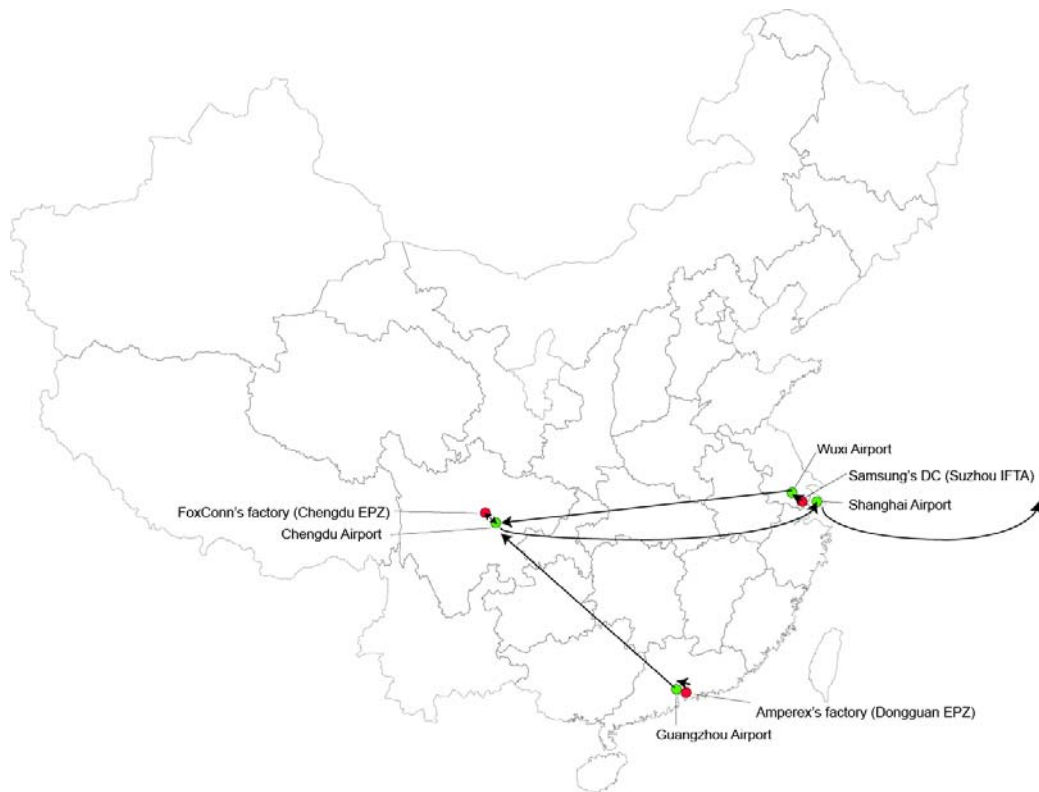 Wuxi Airport
Samsung's DC (Suzhou IFTA)
Shanghai Airport
FoxConn's factory (Chengdu EPZ)
Chengdu Airport
Amperex's factory (Dongguan EPZ)
Guangzhou Airport